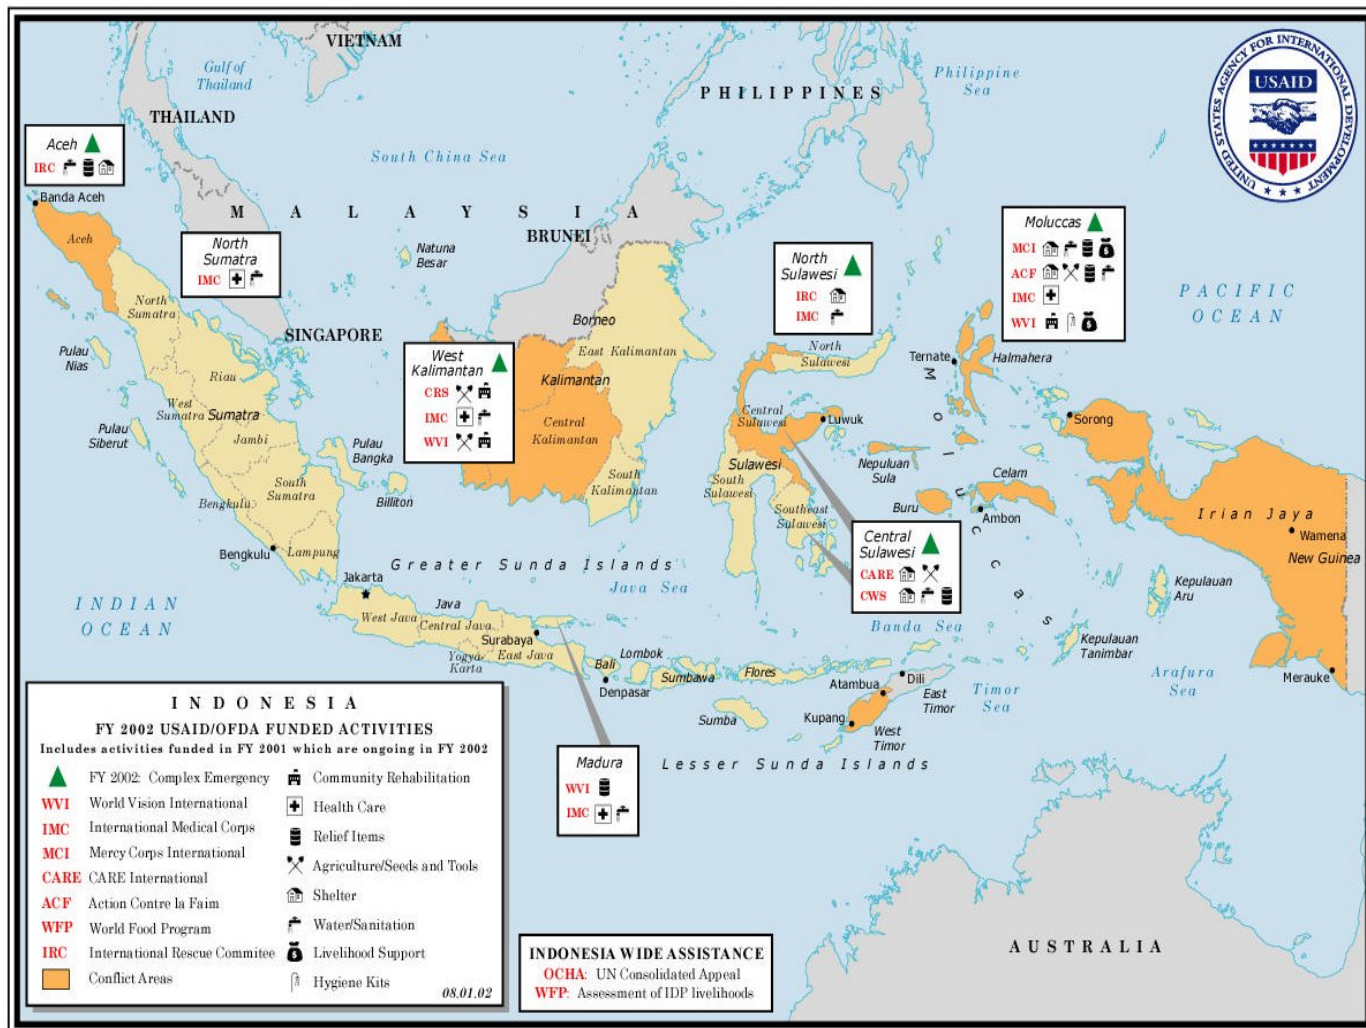 VIETNAM
Gulf of
Thailand
THAILAND
PHILIPPINES
Philippine
Sea
UNITED STATES AGENCY FOR INTERNATIONAL DEVELOPMENT
USAID
South China Sea
Aceh
IRC
Banda Aceh
Aceh
MALAYSIA
BRUNEI
North
Sumatra
IMC
Natuna
Besar
North
Sulawesi
IRC
IMC
Moluccas
MCI
ACF
IMC
WVI
PACIFIC
OCEAN
North
Sumatra
SINGAPORE
Borneo
East Kalimantan
Pulau
Nias
Riau
West
Sumatra
Sumatra
West
Kalimantan
CRS
IMC
WVI
Kalimantan
Central
Kalimantan
North
Sulawesi
Ternate
Halmahera
Moluccas
Pulau
Siberut
Jambi
Pulau
Bangka
Billiton
South
Sumatra
Bengkulu
South
Kalimantan
Central
Sulawesi
Luwuk
Sulawesi
South
Sulawesi
Southeast
Sulawesi
Nepuluan
Sula
Buru
Celam
Ambon
Sorong
Irian Jaya
Wamena
New Guinea
Bengkulu
Lampung
Central
Sulawesi
CARE
CWS
Greater Sunda Islands
Java Sea
Banda Sea
Kepulauan
Aru
Kepulauan
Tanimbar
Arafura
Sea
Merauke
INDIAN
OCEAN
Jakarta
Java
West Java
Central Java
Surabaya
Yogya
Karta
East Java
Bali
Denpasar
Lombok
Sumbawa
Flores
Sumba
Atambua
Dili
East
Timor
Kupang
West
Timor
Timor
Sea
Lesser Sunda Islands
Madura
WVI
IMC
INDONESIA
FY 2002 USAID/OFDA FUNDED ACTIVITIES
Includes activities funded in FY 2001 which are ongoing in FY 2002
FY 2002: Complex Emergency
WVI World Vision International
IMC International Medical Corps
MCI Mercy Corps International
CARE CARE International
ACF Action Contre la Faim
WFP World Food Program
IRC International Rescue Commitee
Conflict Areas
Community Rehabilitation
Health Care
Relief Items
Agriculture/Seeds and Tools
Shelter
Water/Sanitation
Livelihood Support
Hygiene Kits
08.01.02
INDONESIA WIDE ASSISTANCE
OCHA: UN Consolidated Appeal
WFP: Assessment of IDP livelihoods
AUSTRALIA